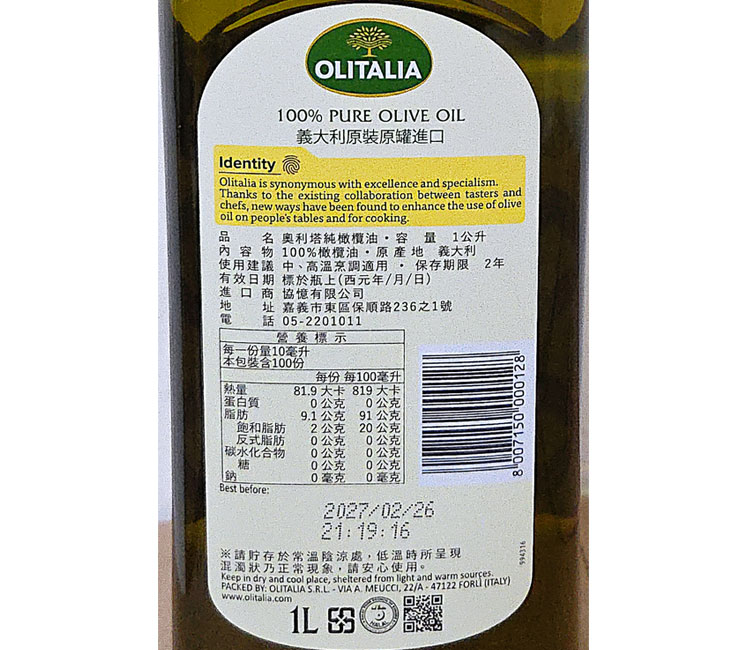 OLITALIA
100% PURE OLIVE OIL
義大利原裝原罐進口
Identity
Olitalia is synonymous with excellence and specialism.
Thanks to the existing collaboration between tasters and
chefs, new ways have been found to enhance the use of olive
oil on people's tables and for cooking.
品名 奧利塔純橄欖油・容量 1公升
內容物 100%橄欖油・原產地 義大利
使用建議 中、高溫烹調適用・保存期限 2年
有效日期 標於瓶上(西元年/月/日)
進口商 協憶有限公司
地址 嘉義市東區保順路236之1號
電話 05-2201011
營養標示
每一份量10毫升
本包裝含100份
每份 每100毫升
熱量 81.9 大卡 819 大卡
蛋白質 0 公克 0 公克
脂肪 9.1 公克 91 公克
飽和脂肪 2 公克 20 公克
反式脂肪 0 公克 0 公克
碳水化合物 0 公克 0 公克
糖 0 公克 0 公克
鈉 0 毫克 0 毫克
8 007150 000128
Best before:
2027/02/26
21:19:16
994316
※請貯存於常溫陰涼處，低溫時所呈現
混濁狀乃正常現象，請安心使用。
Keep in dry and cool place, sheltered from light and warm sources.
PACKED BY: OLITALIA S.R.L. - VIA A. MEUCCI, 22/A - 47122 FORLÌ (ITALY)
www.olitalia.com
1L
HALAL